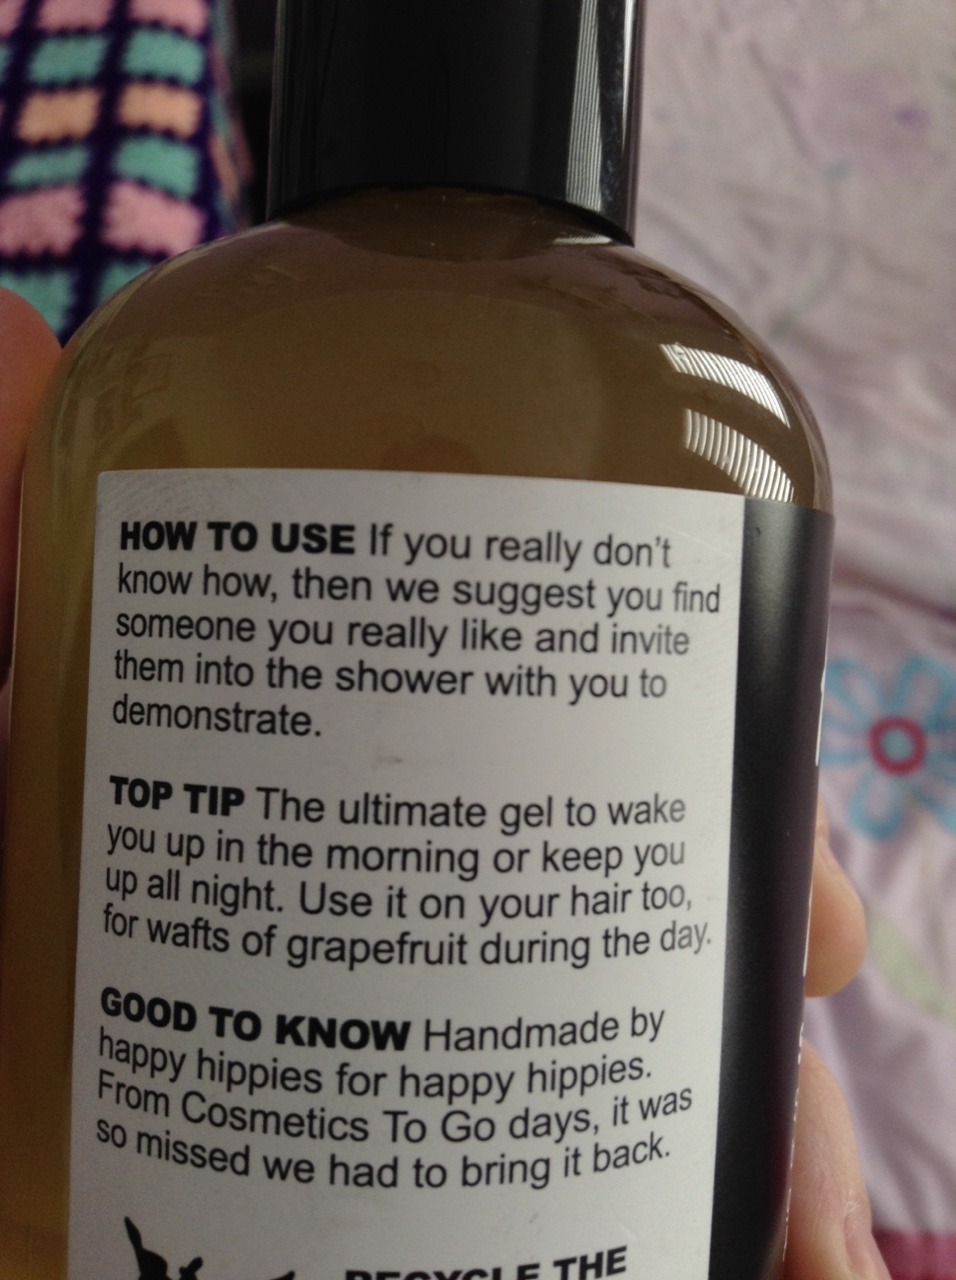 HOW TO USE If you really don't
know how, then we suggest you find
someone you really like and invite
them into the shower with you to
demonstrate.
TOP TIP The ultimate gel to wake
you up in the morning or keep you
up all night. Use it on your hair too,
for wafts of grapefruit during the day.
GOOD TO KNOW Handmade by
happy hippies for happy hippies.
From Cosmetics To Go days, it was
so missed we had to bring it back.
RECYCLE THE